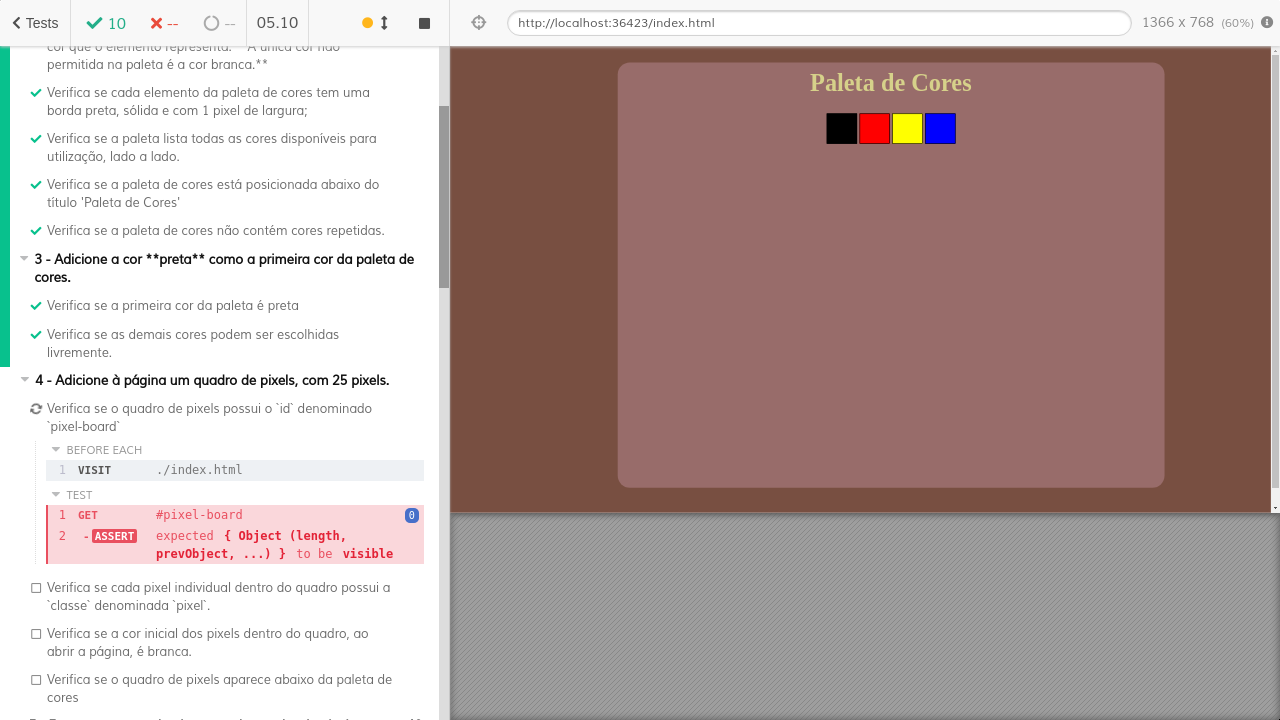 Tests
10
--
--
05.10
http://localhost:36423/index.html
1366 x 768 (60%)
cor que o elemento representa. **A única cor não
permitida na paleta é a cor branca.**
Verifica se cada elemento da paleta de cores tem uma
borda preta, sólida e com 1 pixel de largura;
Verifica se a paleta lista todas as cores disponíveis para
utilização, lado a lado.
Verifica se a paleta de cores está posicionada abaixo do
título 'Paleta de Cores'
Verifica se a paleta de cores não contém cores repetidas.
3 - Adicione a cor **preta** como a primeira cor da paleta de
cores.
Verifica se a primeira cor da paleta é preta
Verifica se as demais cores podem ser escolhidas
livremente.
4 - Adicione à página um quadro de pixels, com 25 pixels.
Verifica se o quadro de pixels possui o `id` denominado
`pixel-board`
BEFORE EACH
1 VISIT ./index.html
TEST
1 GET #pixel-board 0
2 -ASSERT expected { Object (length,
prevObject, ...) } to be visible
Verifica se cada pixel individual dentro do quadro possui a
`classe` denominada `pixel`.
Verifica se a cor inicial dos pixels dentro do quadro, ao
abrir a página, é branca.
Verifica se o quadro de pixels aparece abaixo da paleta de
cores
Paleta de Cores